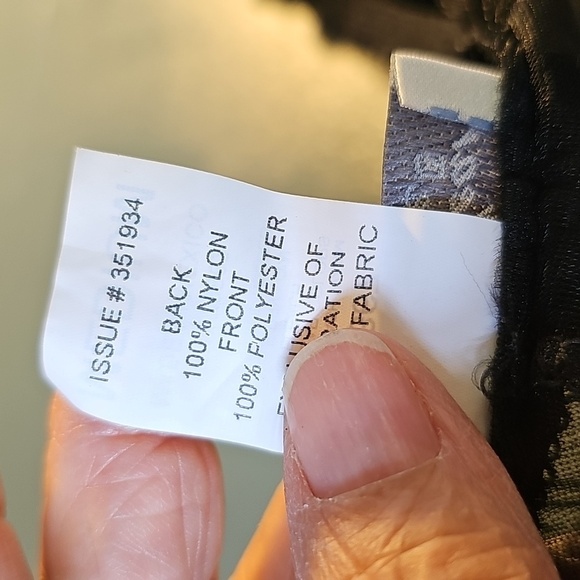 ISSUE # 351934
BACK
100% NYLON
FRONT
100% POLYESTER
OF
FABRIC